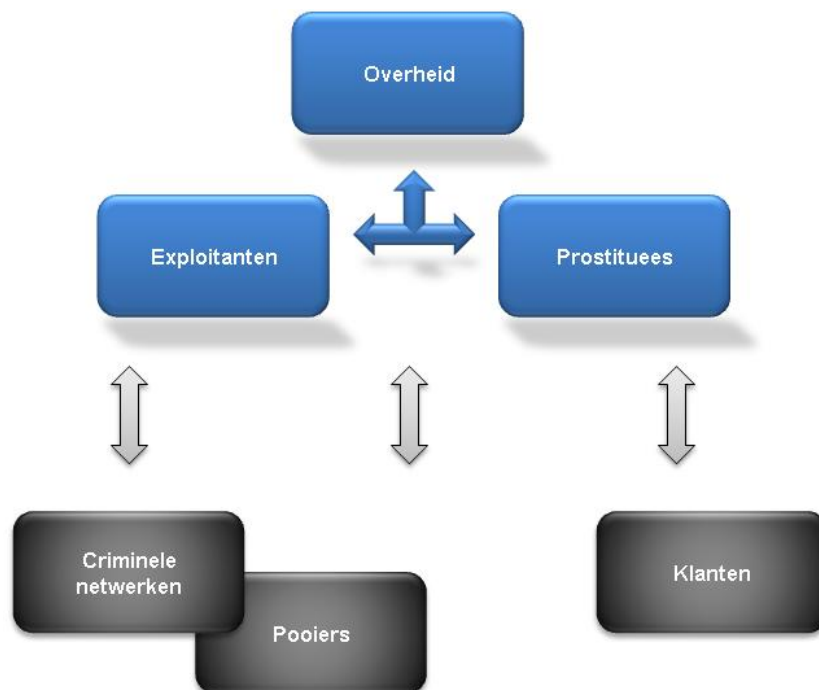 Overheid
Exploitanten
Prostituees
Criminele
netwerken
Pooiers
Klanten